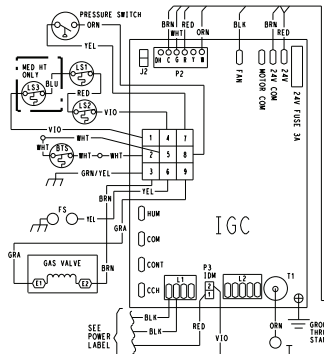 PRESSURE SWITCH
ORN
YEL
BRN
WHT
RED
ORN
BLK
BRN
RED
MED HT
ONLY
LS1
BLU
LS3
RED
LS2
VIO
J2
DH C G R Y W
P2
FAN
MOTOR COM
24V COM
24V
24V FUSE 3A
VIO
WHT
1 4 7
BTS
WHT
WHT
WHT
2 5 8
GRN/YEL
3 6 9
YEL
BRN
FS
YEL
GRA
HUM
COM
CONT
CCH
IGC
GRA
GAS VALVE
E1
E2
BRN
L1
P3
IDM
2
1
L2
T1
SEE
POWER
LABEL
BLK
BLK
BLK
RED
VIO
ORN
T